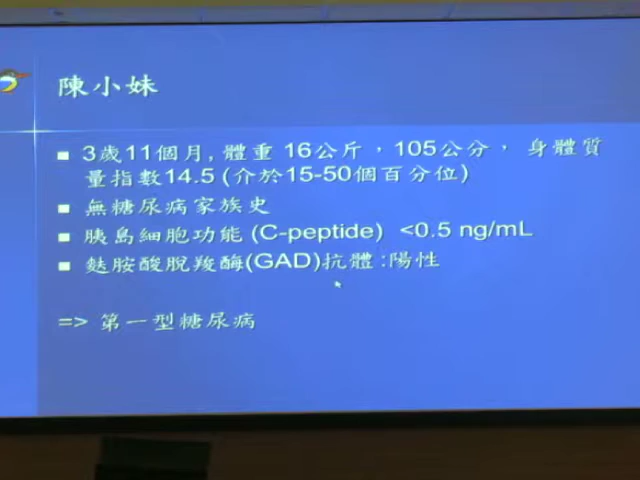 陳小妹
3歲11個月, 體重 16公斤，105公分， 身體質
量指數14.5 (介於15-50個百分位)
無糖尿病家族史
胰島細胞功能 (C-peptide) <0.5 ng/mL
麩胺酸脫羧酶(GAD)抗體:陽性
=> 第一型糖尿病